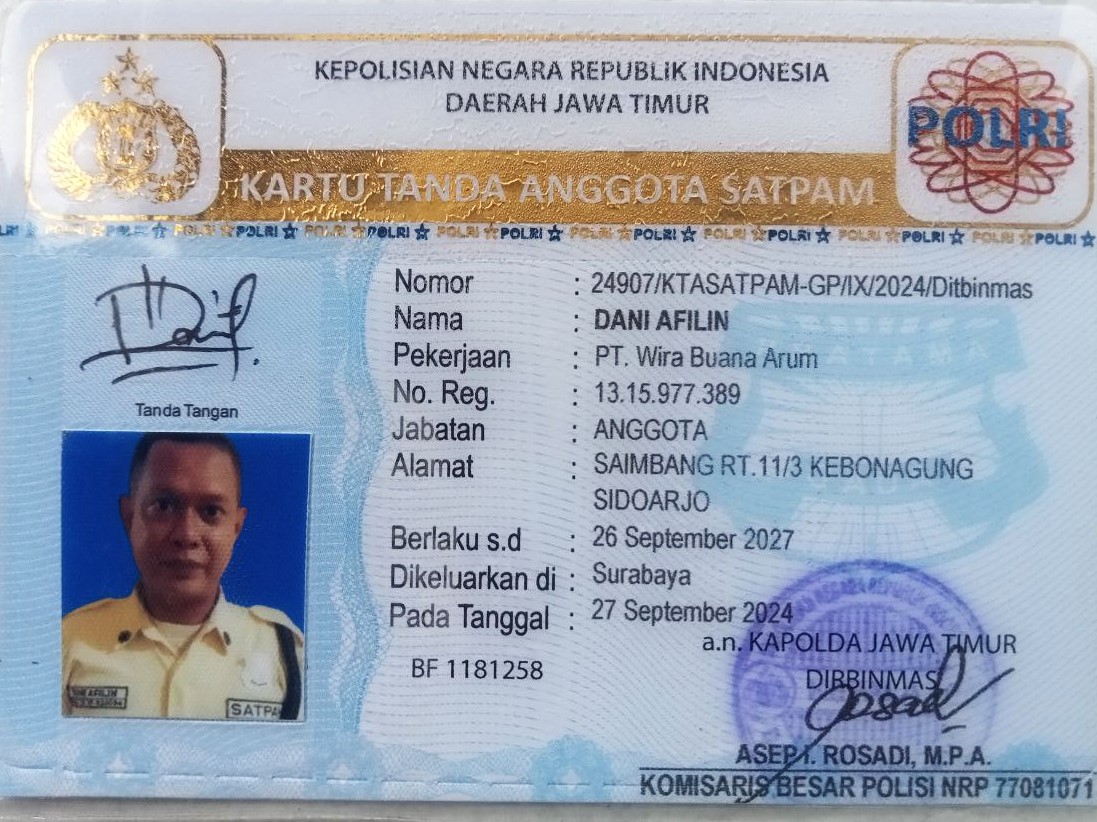 KEPOLISIAN NEGARA REPUBLIK INDONESIA
DAERAH JAWA TIMUR
POLRI
KARTU TANDA ANGGOTA SATPAM
POLRI POLRI POLRI POLRI POLRI POLRI POLRI POLRI POLRI POLRI POLRI POLRI POLRI POLRI POLRI POLRI
Tanda Tangan
Nomor : 24907/KTASATPAM-GP/IX/2024/Ditbinmas
Nama : DANI AFILIN
Pekerjaan : PT. Wira Buana Arum
No. Reg. : 13.15.977.389
Jabatan : ANGGOTA
Alamat : SAIMBANG RT.11/3 KEBONAGUNG
SIDOARJO
Berlaku s.d : 26 September 2027
Dikeluarkan di : Surabaya
Pada Tanggal : 27 September 2024
BF 1181258
a.n. KAPOLDA JAWA TIMUR
DIRBINMAS
ASEP I. ROSADI, M.P.A.
KOMISARIS BESAR POLISI NRP 77081071
AFILIN
SATPA